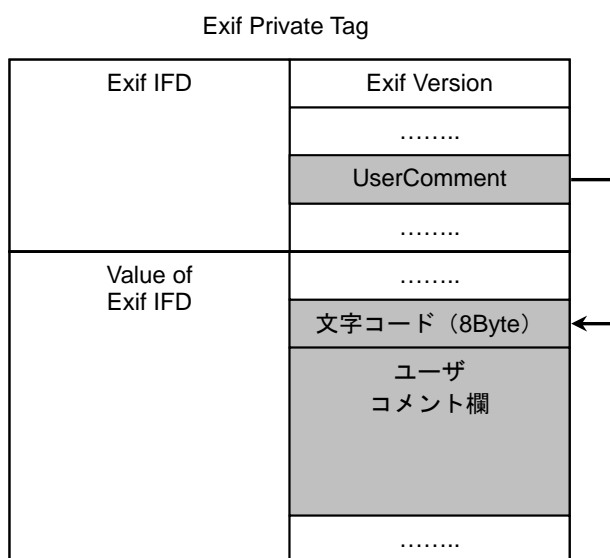 Exif Private Tag
Exif IFD
Exif Version
……..
UserComment
……..
Value of
Exif IFD
……..
文字コード（8Byte）
ユーザ
コメント欄
……..